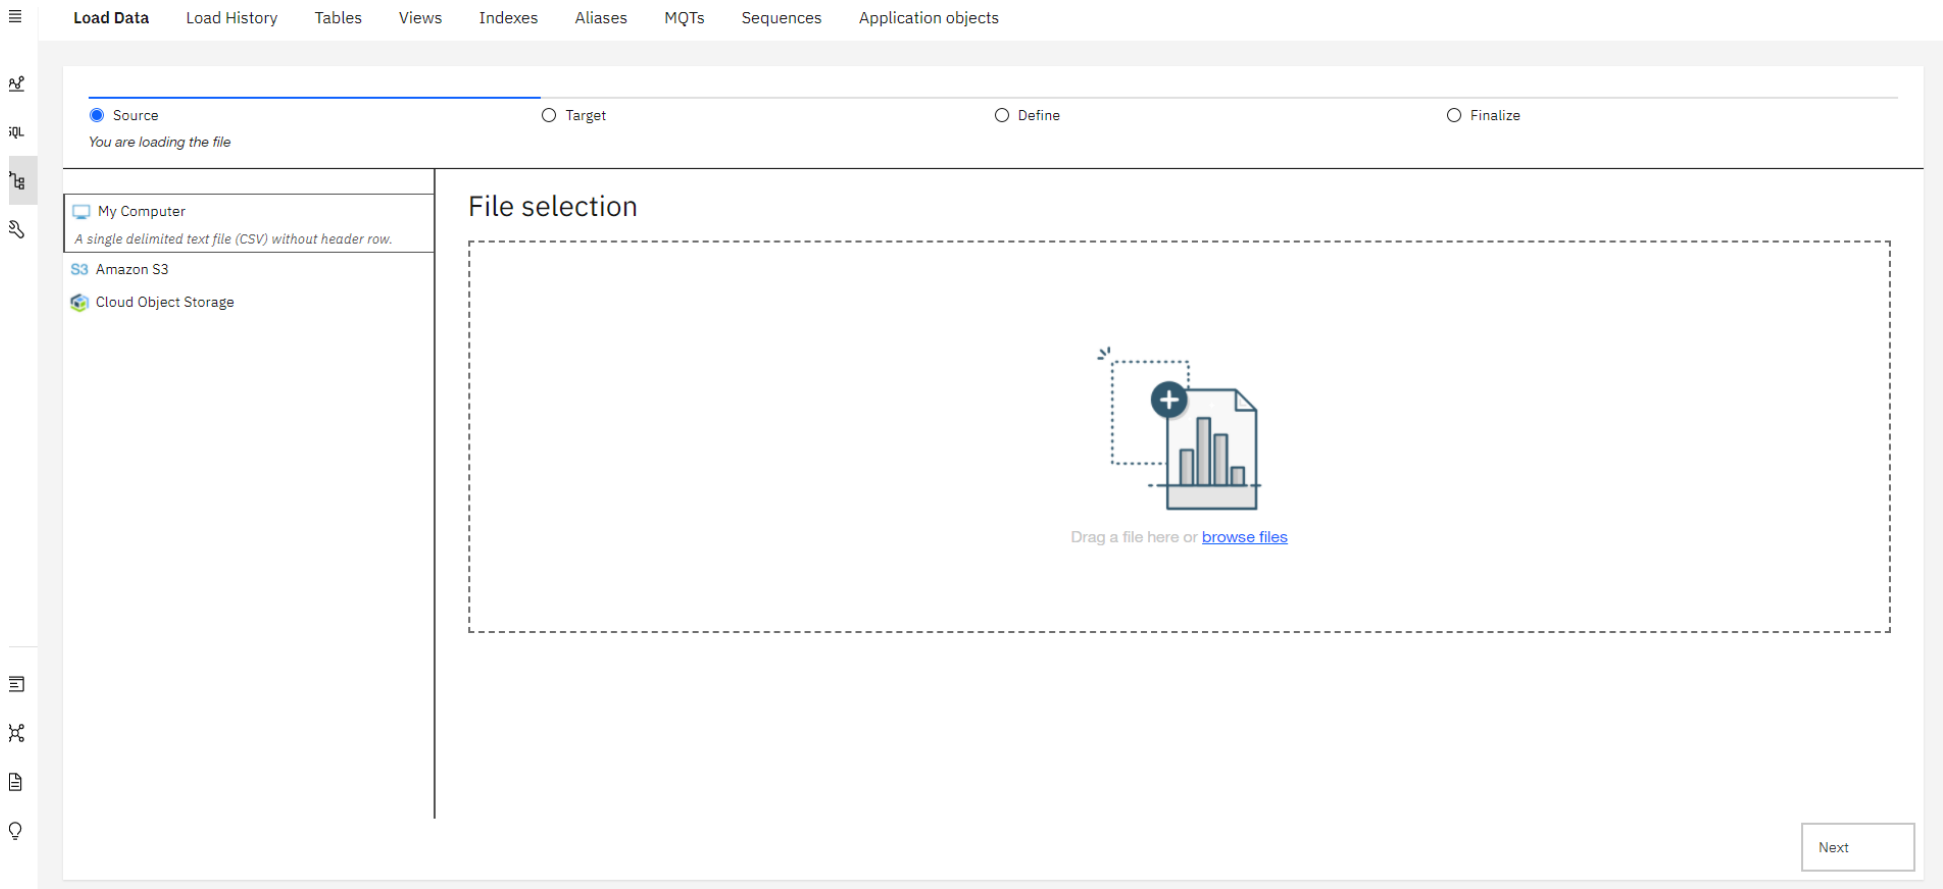 Load Data Load History Tables Views Indexes Aliases MQTs Sequences Application objects
Source Target Define Finalize
You are loading the file
SQL
My Computer
A single delimited text file (CSV) without header row.
S3 Amazon S3
Cloud Object Storage
File selection
Drag a file here or browse files
Next